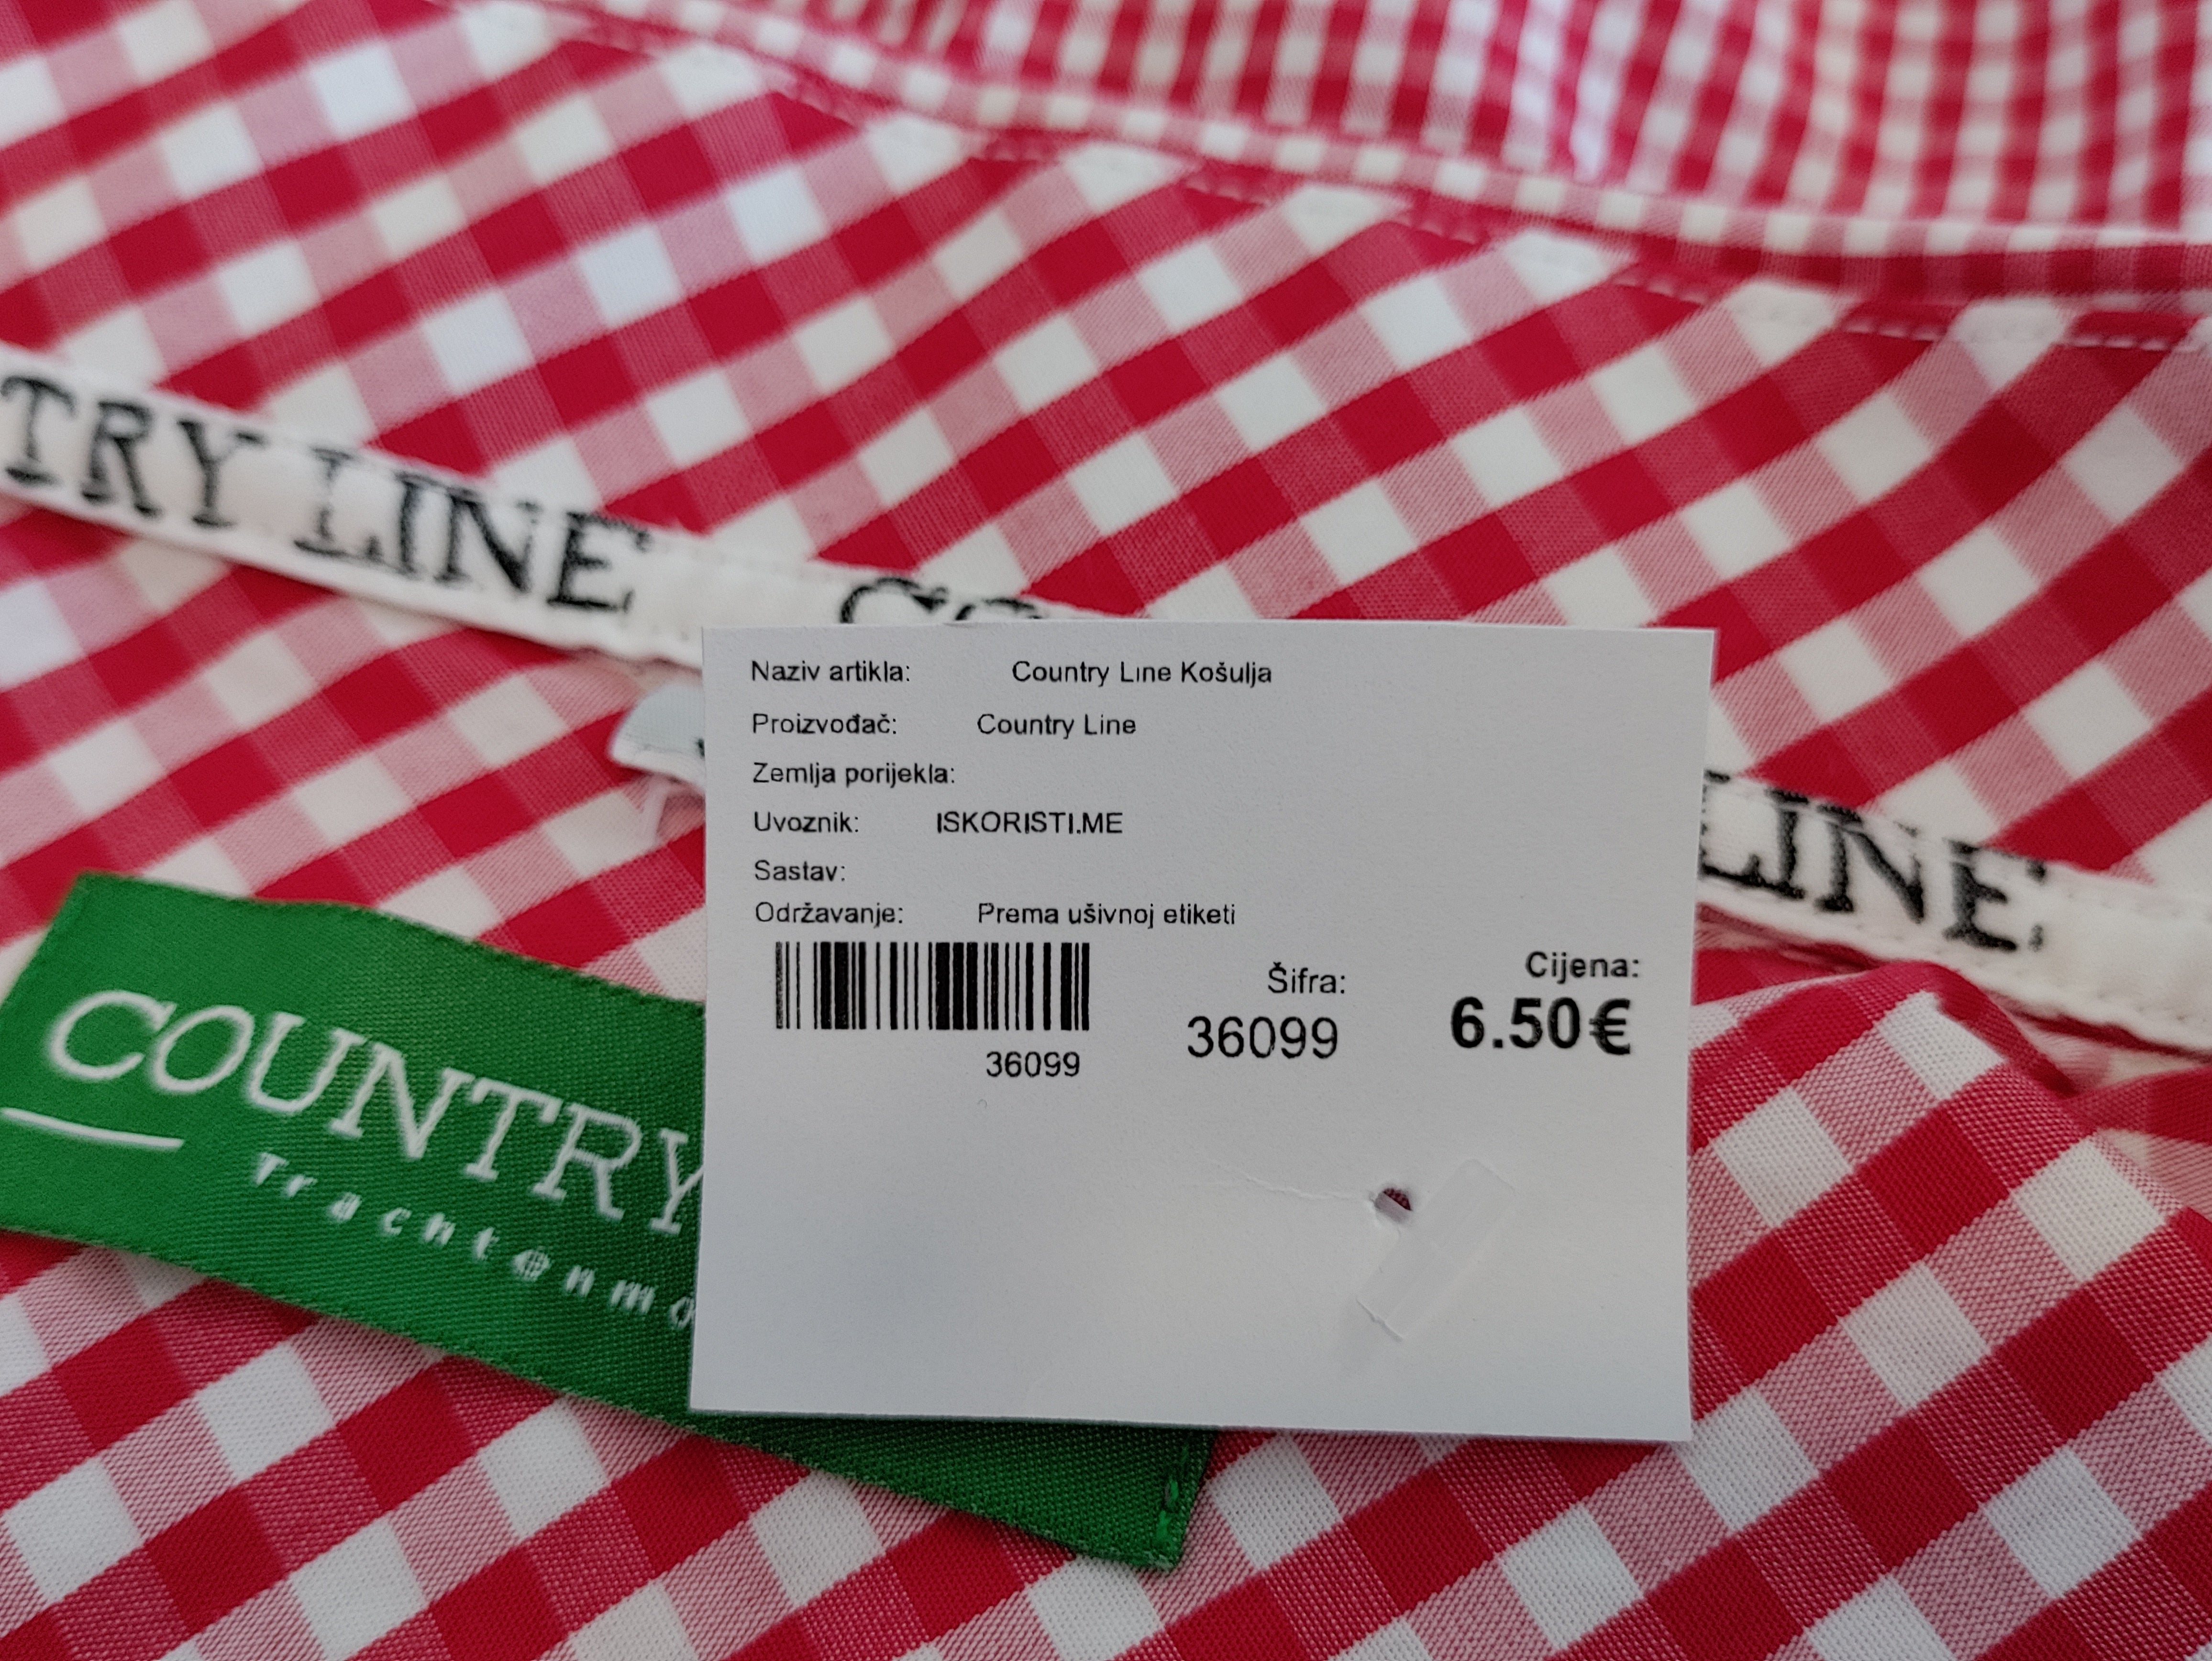 TRY LINE
LINE
Naziv artikla: Country Line Košulja
Proizvođač: Country Line
Zemlja porijekla:
Uvoznik: ISKORISTI.ME
Sastav:
Održavanje: Prema ušivnoj etiketi
36099
Šifra:
36099
Cijena:
6.50€
COUNTRY
Trachtenmo